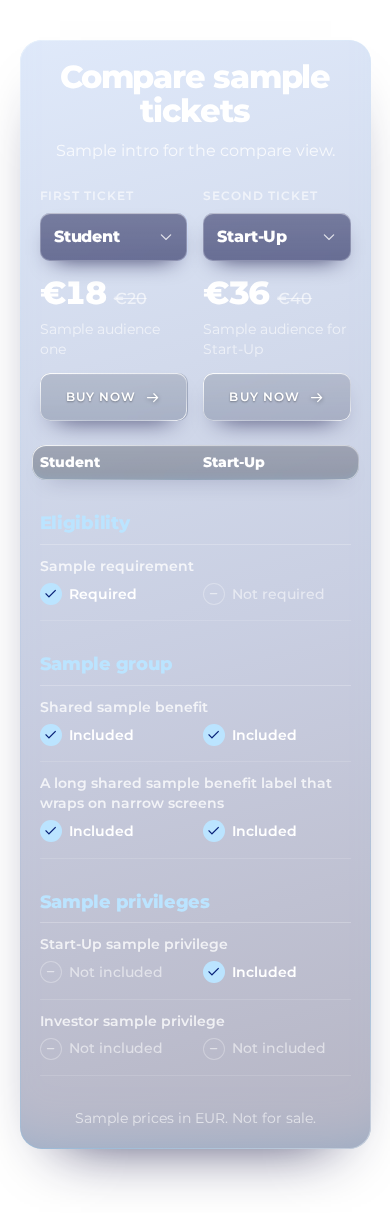 Compare sample
tickets
Sample intro for the compare view.
FIRST TICKET SECOND TICKET
Student Start-Up
€18 €20 €36 €40
Sample audience one Sample audience for Start-Up
BUY NOW → BUY NOW →
Student Start-Up
Eligibility
Sample requirement
Required Not required
Sample group
Shared sample benefit
Included Included
A long shared sample benefit label that
wraps on narrow screens
Included Included
Sample privileges
Start-Up sample privilege
Not included Included
Investor sample privilege
Not included Not included
Sample prices in EUR. Not for sale.